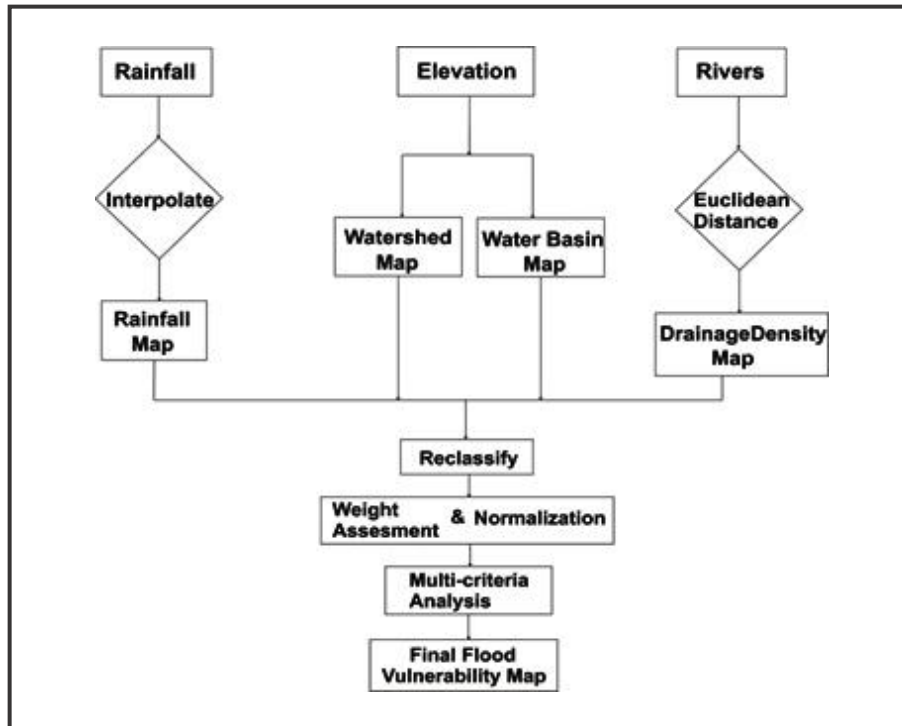 Rainfall
Elevation
Rivers
Interpolate
Euclidean
Distance
Watershed
Map
Water Basin
Map
Rainfall
Map
DrainageDensity
Map
Reclassify
Weight
Assesment & Normalization
Multi-criteria
Analysis
Final Flood
Vulnerability Map